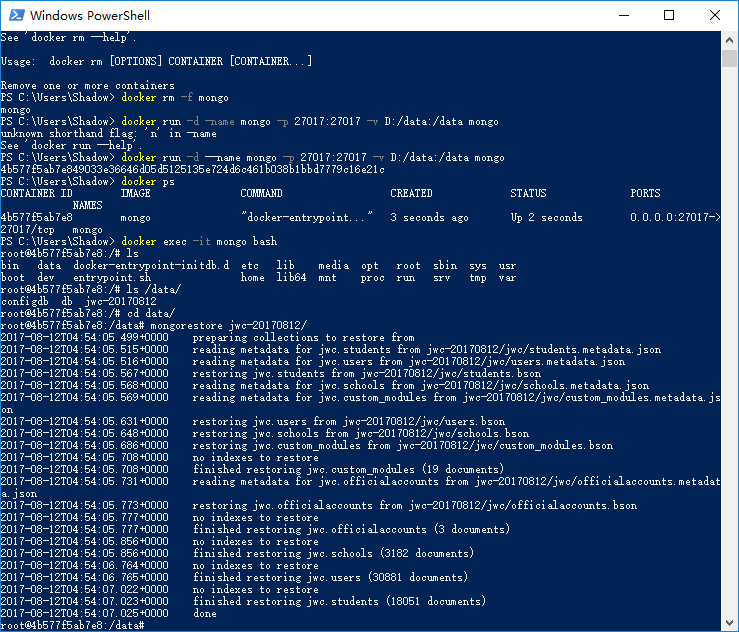 Windows PowerShell
See 'docker rm --help'.
Usage:  docker rm [OPTIONS] CONTAINER [CONTAINER...]
Remove one or more containers
PS C:\Users\Shadow> docker rm -f mongo
mongo
PS C:\Users\Shadow> docker run -d -name mongo -p 27017:27017 -v D:/data:/data mongo
unknown shorthand flag: 'n' in -name
See 'docker run --help'.
PS C:\Users\Shadow> docker run -d --name mongo -p 27017:27017 -v D:/data:/data mongo
4b577f5ab7e849033e36646d05d5125135e724d6c461b038b1bbd7779c16e21c
PS C:\Users\Shadow> docker ps
CONTAINER ID        IMAGE               COMMAND                  CREATED             STATUS              PORTS
            NAMES
4b577f5ab7e8        mongo               "docker-entrypoint..."   3 seconds ago       Up 2 seconds        0.0.0.0:27017->
27017/tcp   mongo
PS C:\Users\Shadow> docker exec -it mongo bash
root@4b577f5ab7e8:/# ls
bin   data  docker-entrypoint-initdb.d  etc   lib    media  opt   root  sbin  sys  usr
boot  dev   entrypoint.sh               home  lib64  mnt    proc  run   srv   tmp  var
root@4b577f5ab7e8:/# ls /data/
configdb  db  jwc-20170812
root@4b577f5ab7e8:/# cd data/
root@4b577f5ab7e8:/data# mongorestore jwc-20170812/
2017-08-12T04:54:05.499+0000    preparing collections to restore from
2017-08-12T04:54:05.515+0000    reading metadata for jwc.students from jwc-20170812/jwc/students.metadata.json
2017-08-12T04:54:05.516+0000    reading metadata for jwc.users from jwc-20170812/jwc/users.metadata.json
2017-08-12T04:54:05.567+0000    restoring jwc.students from jwc-20170812/jwc/students.bson
2017-08-12T04:54:05.568+0000    reading metadata for jwc.schools from jwc-20170812/jwc/schools.metadata.json
2017-08-12T04:54:05.569+0000    reading metadata for jwc.custom_modules from jwc-20170812/jwc/custom_modules.metadata.js
on
2017-08-12T04:54:05.631+0000    restoring jwc.users from jwc-20170812/jwc/users.bson
2017-08-12T04:54:05.648+0000    restoring jwc.schools from jwc-20170812/jwc/schools.bson
2017-08-12T04:54:05.686+0000    restoring jwc.custom_modules from jwc-20170812/jwc/custom_modules.bson
2017-08-12T04:54:05.708+0000    no indexes to restore
2017-08-12T04:54:05.708+0000    finished restoring jwc.custom_modules (19 documents)
2017-08-12T04:54:05.731+0000    reading metadata for jwc.officialaccounts from jwc-20170812/jwc/officialaccounts.metadat
a.json
2017-08-12T04:54:05.773+0000    restoring jwc.officialaccounts from jwc-20170812/jwc/officialaccounts.bson
2017-08-12T04:54:05.777+0000    no indexes to restore
2017-08-12T04:54:05.777+0000    finished restoring jwc.officialaccounts (3 documents)
2017-08-12T04:54:05.856+0000    no indexes to restore
2017-08-12T04:54:05.856+0000    finished restoring jwc.schools (3182 documents)
2017-08-12T04:54:06.764+0000    no indexes to restore
2017-08-12T04:54:06.765+0000    finished restoring jwc.users (30881 documents)
2017-08-12T04:54:07.022+0000    no indexes to restore
2017-08-12T04:54:07.023+0000    finished restoring jwc.students (18051 documents)
2017-08-12T04:54:07.025+0000    done
root@4b577f5ab7e8:/data#